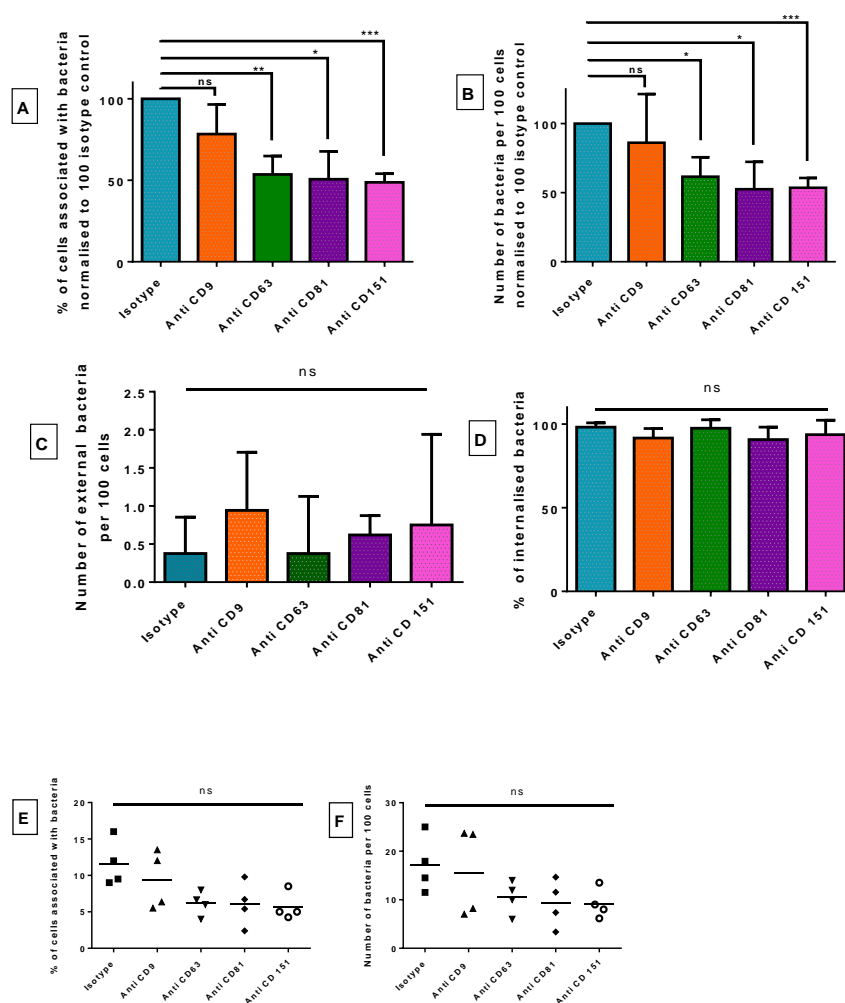 A
% of cells associated with bacteria
normalised to 100 isotype control
100
50
0
ns
**
*
***
Isotype
Anti CD9
Anti CD63
Anti CD81
Anti CD151
B
Number of bacteria per 100 cells
normalised to 100 isotype control
100
50
0
ns
*
*
***
Isotype
Anti CD9
Anti CD63
Anti CD81
Anti CD 151
C
Number of external bacteria
per 100 cells
2.5
2.0
1.5
1.0
0.5
0.0
ns
Isotype
Anti CD9
Anti CD63
Anti CD81
Anti CD 151
D
% of internalised bacteria
100
50
0
ns
Isotype
Anti CD9
Anti CD63
Anti CD81
Anti CD 151
E
% of cells associated with bacteria
20
15
10
5
0
ns
Isotype
Anti CD9
Anti CD63
Anti CD81
Anti CD 151
F
Number of bacteria per 100 cells
30
20
10
0
ns
Isotype
Anti CD9
Anti CD63
Anti CD81
Anti CD 151